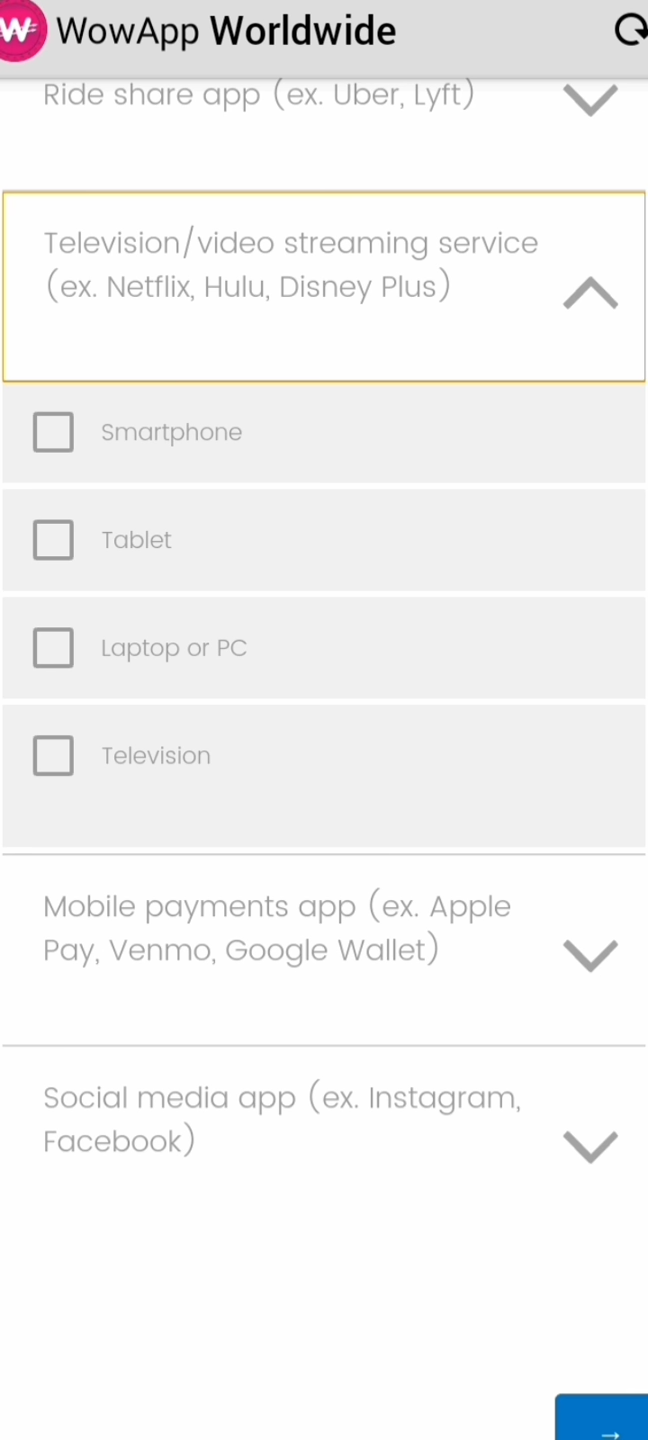 W WowApp Worldwide
Ride share app (ex. Uber, Lyft)
Television/video streaming service
(ex. Netflix, Hulu, Disney Plus)
Smartphone
Tablet
Laptop or PC
Television
Mobile payments app (ex. Apple
Pay, Venmo, Google Wallet)
Social media app (ex. Instagram,
Facebook)
→